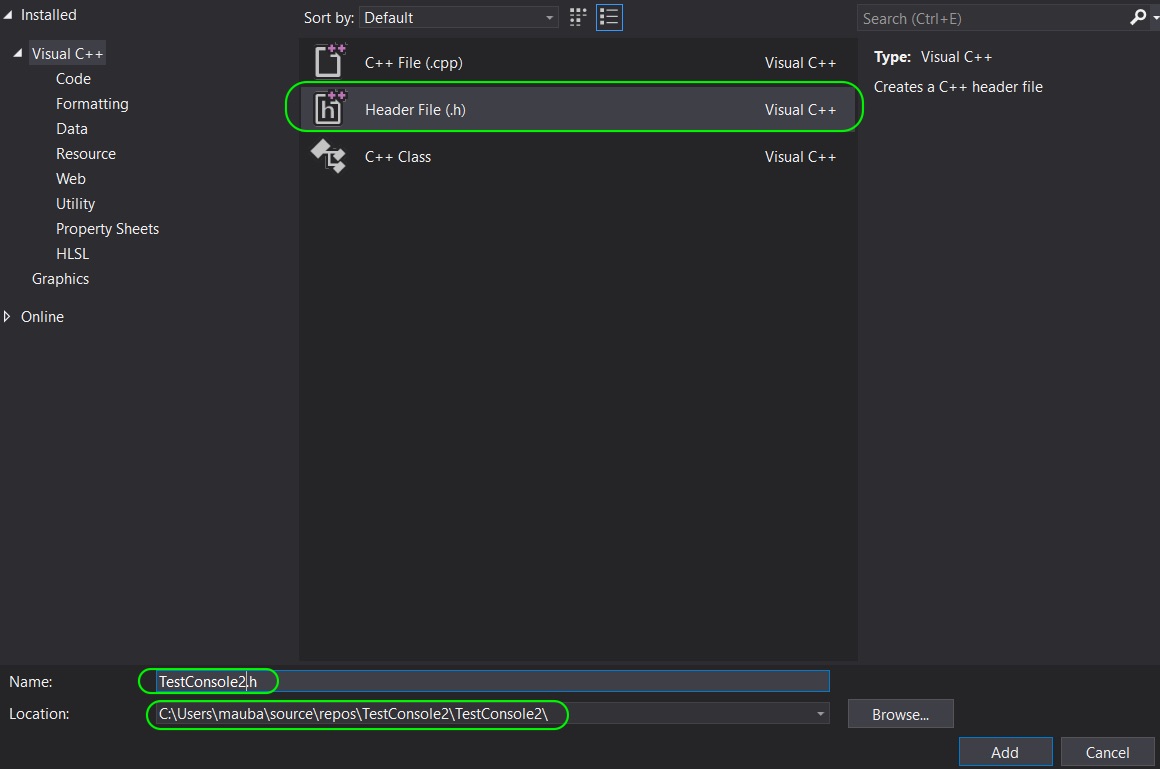 Installed
Visual C++
Code
Formatting
Data
Resource
Web
Utility
Property Sheets
HLSL
Graphics
Online
Sort by: Default
C++ File (.cpp) Visual C++
Header File (.h) Visual C++
C++ Class Visual C++
Search (Ctrl+E)
Type: Visual C++
Creates a C++ header file
Name: TestConsole2.h
Location: C:\Users\mauba\source\repos\TestConsole2\TestConsole2\
Browse...
Add Cancel